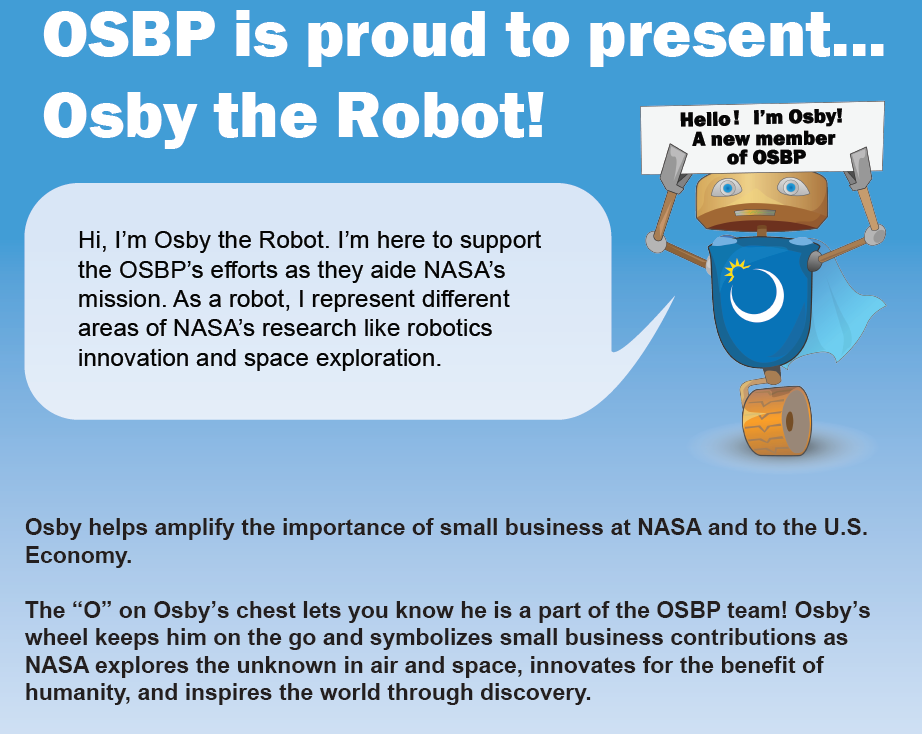 OSBP is proud to present...
Osby the Robot!
Hello! I'm Osby!
A new member
of OSBP
Hi, I'm Osby the Robot. I'm here to support
the OSBP's efforts as they aide NASA's
mission. As a robot, I represent different
areas of NASA's research like robotics
innovation and space exploration.
Osby helps amplify the importance of small business at NASA and to the U.S.
Economy.
The “O” on Osby's chest lets you know he is a part of the OSBP team! Osby's
wheel keeps him on the go and symbolizes small business contributions as
NASA explores the unknown in air and space, innovates for the benefit of
humanity, and inspires the world through discovery.